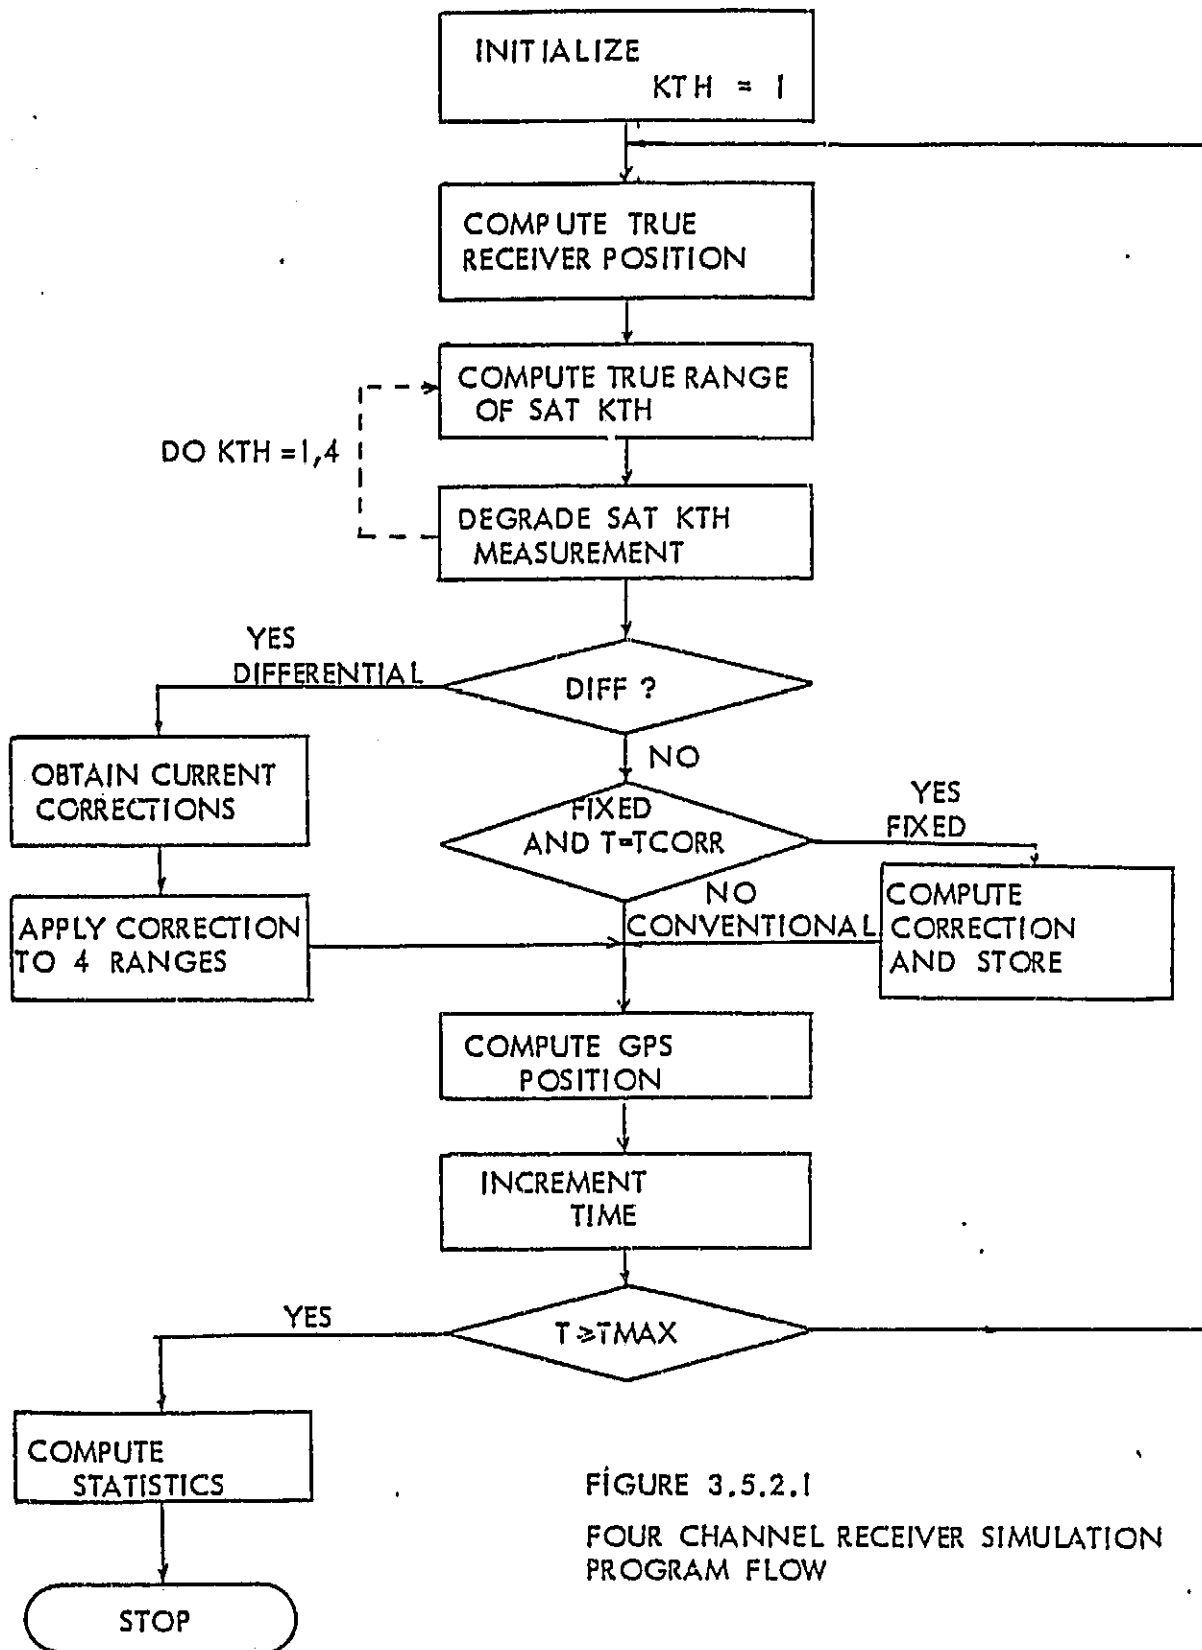 INITIALIZE
KTH = 1
COMPUTE TRUE
RECEIVER POSITION
COMPUTE TRUE RANGE
OF SAT KTH
DO KTH = 1,4
DEGRADE SAT KTH
MEASUREMENT
YES
DIFFERENTIAL
DIFF ?
NO
OBTAIN CURRENT
CORRECTIONS
FIXED
AND T=TCORR
YES
FIXED
NO
CONVENTIONAL
APPLY CORRECTION
TO 4 RANGES
COMPUTE
CORRECTION
AND STORE
COMPUTE GPS
POSITION
INCREMENT
TIME
YES
T ≥ TMAX
COMPUTE
STATISTICS
STOP
FIGURE 3.5.2.1
FOUR CHANNEL RECEIVER SIMULATION
PROGRAM FLOW